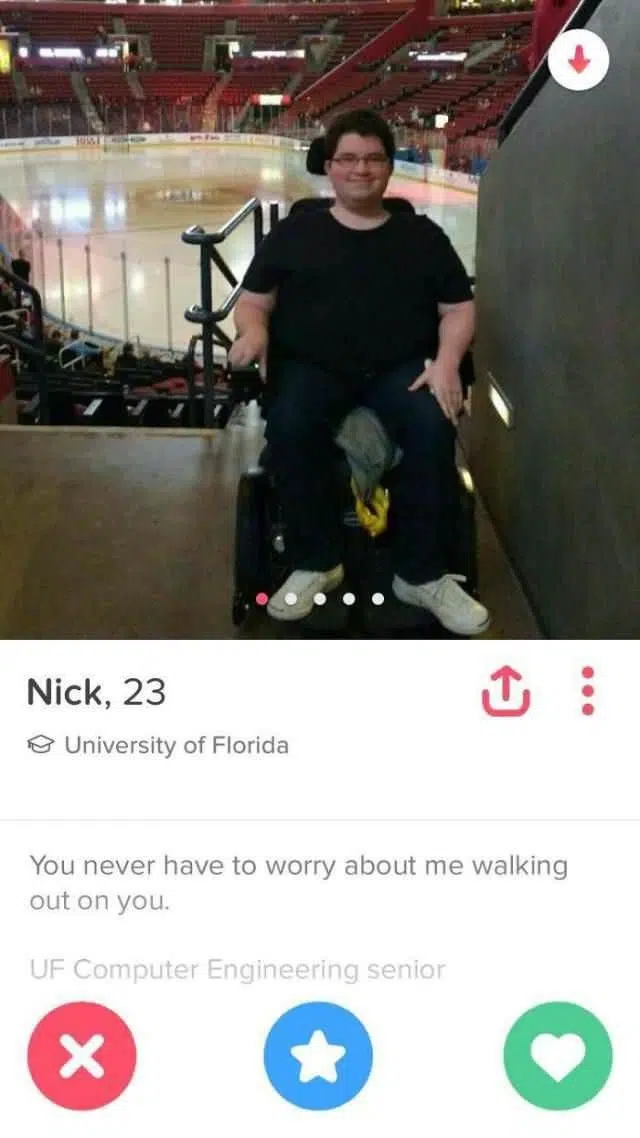 Nick, 23
University of Florida
You never have to worry about me walking
out on you.
UF Computer Engineering senior